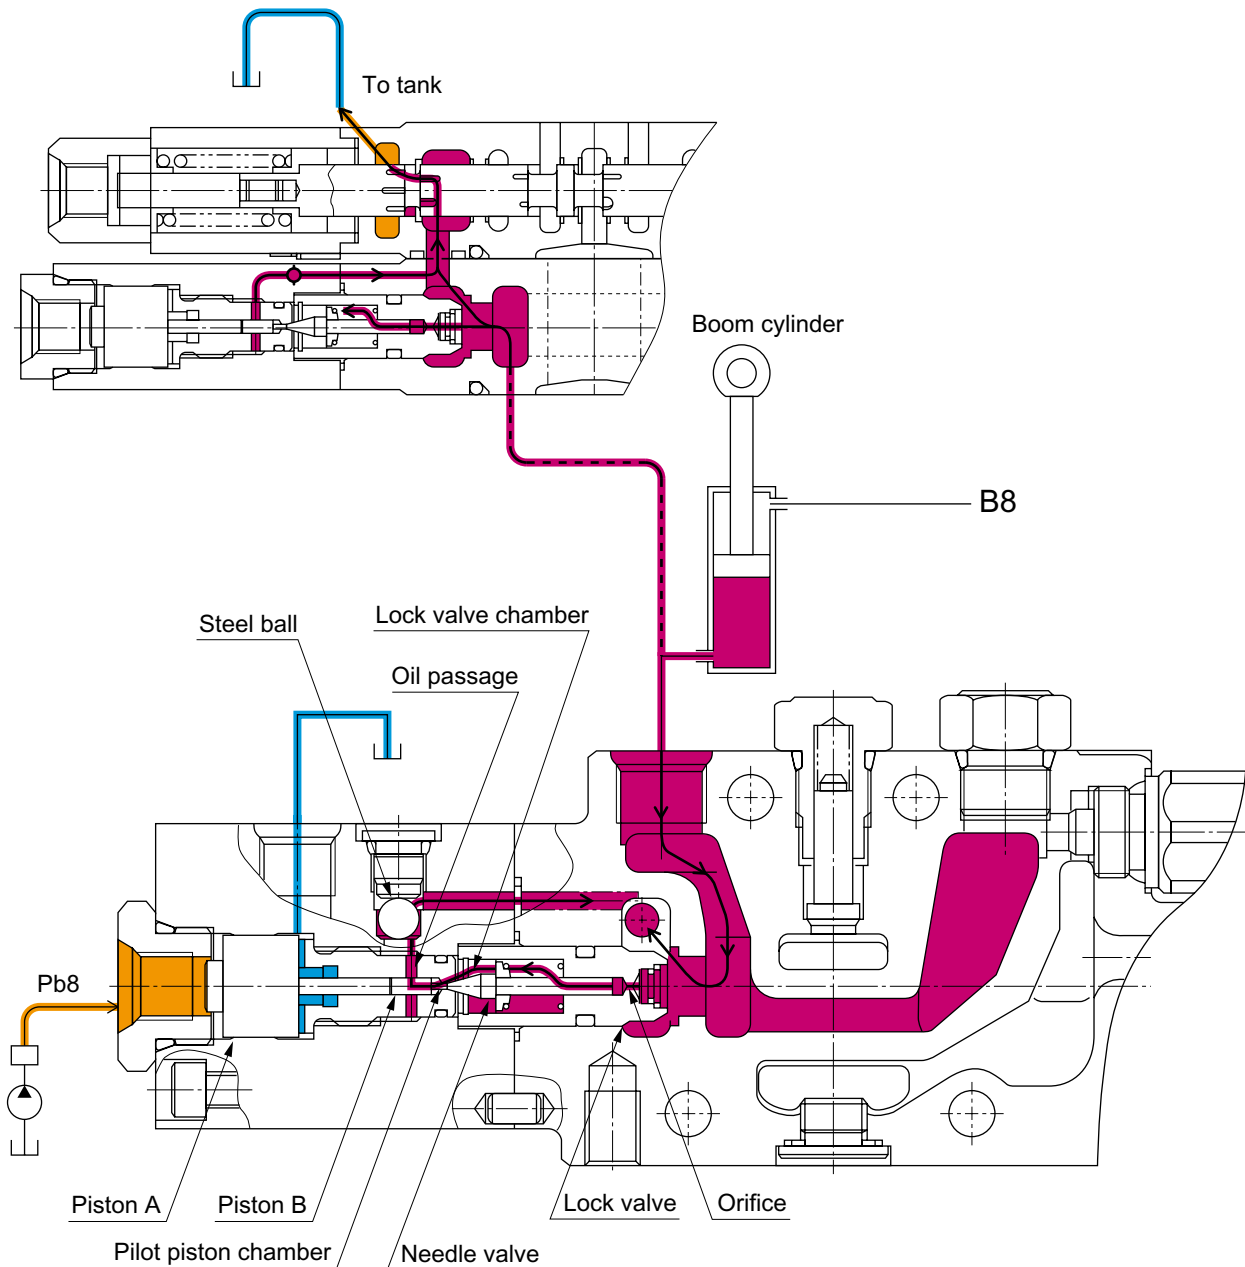 To tank
Boom cylinder
B8
Lock valve chamber
Steel ball
Oil passage
Pb8
Piston A
Piston B
Lock valve
Orifice
Pilot piston chamber
Needle valve